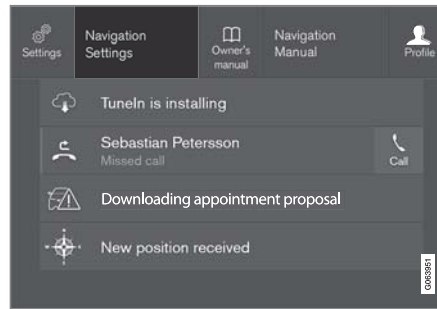 Settings
Navigation
Settings
Owner's
manual
Navigation
Manual
Profile
TuneIn is installing
Sebastian Petersson
Missed call
Call
Downloading appointment proposal
New position received
G063951